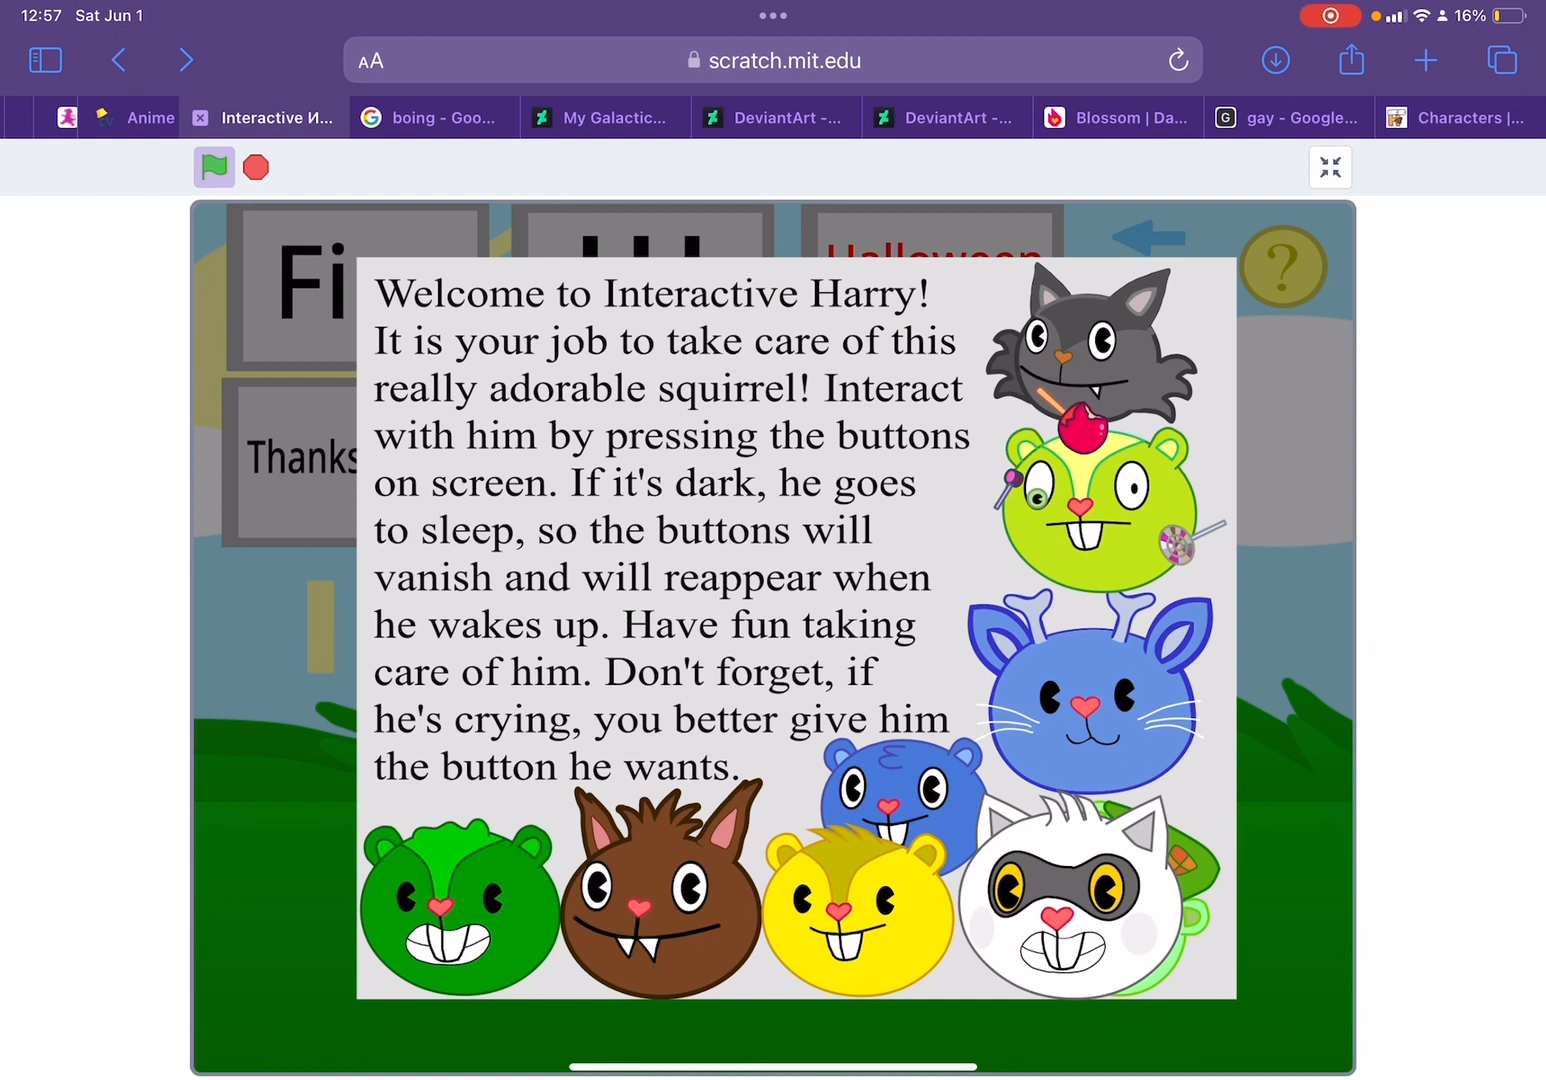 12:57 Sat Jun 1
16%
AA
scratch.mit.edu
Anime
Interactive И...
boing - Goo...
My Galactic...
DeviantArt -...
DeviantArt -...
Blossom | Da...
G
gay - Google...
Characters |...
Fi
Halloween
?
Thanks
Welcome to Interactive Harry!
It is your job to take care of this
really adorable squirrel! Interact
with him by pressing the buttons
on screen. If it's dark, he goes
to sleep, so the buttons will
vanish and will reappear when
he wakes up. Have fun taking
care of him. Don't forget, if
he's crying, you better give him
the button he wants.